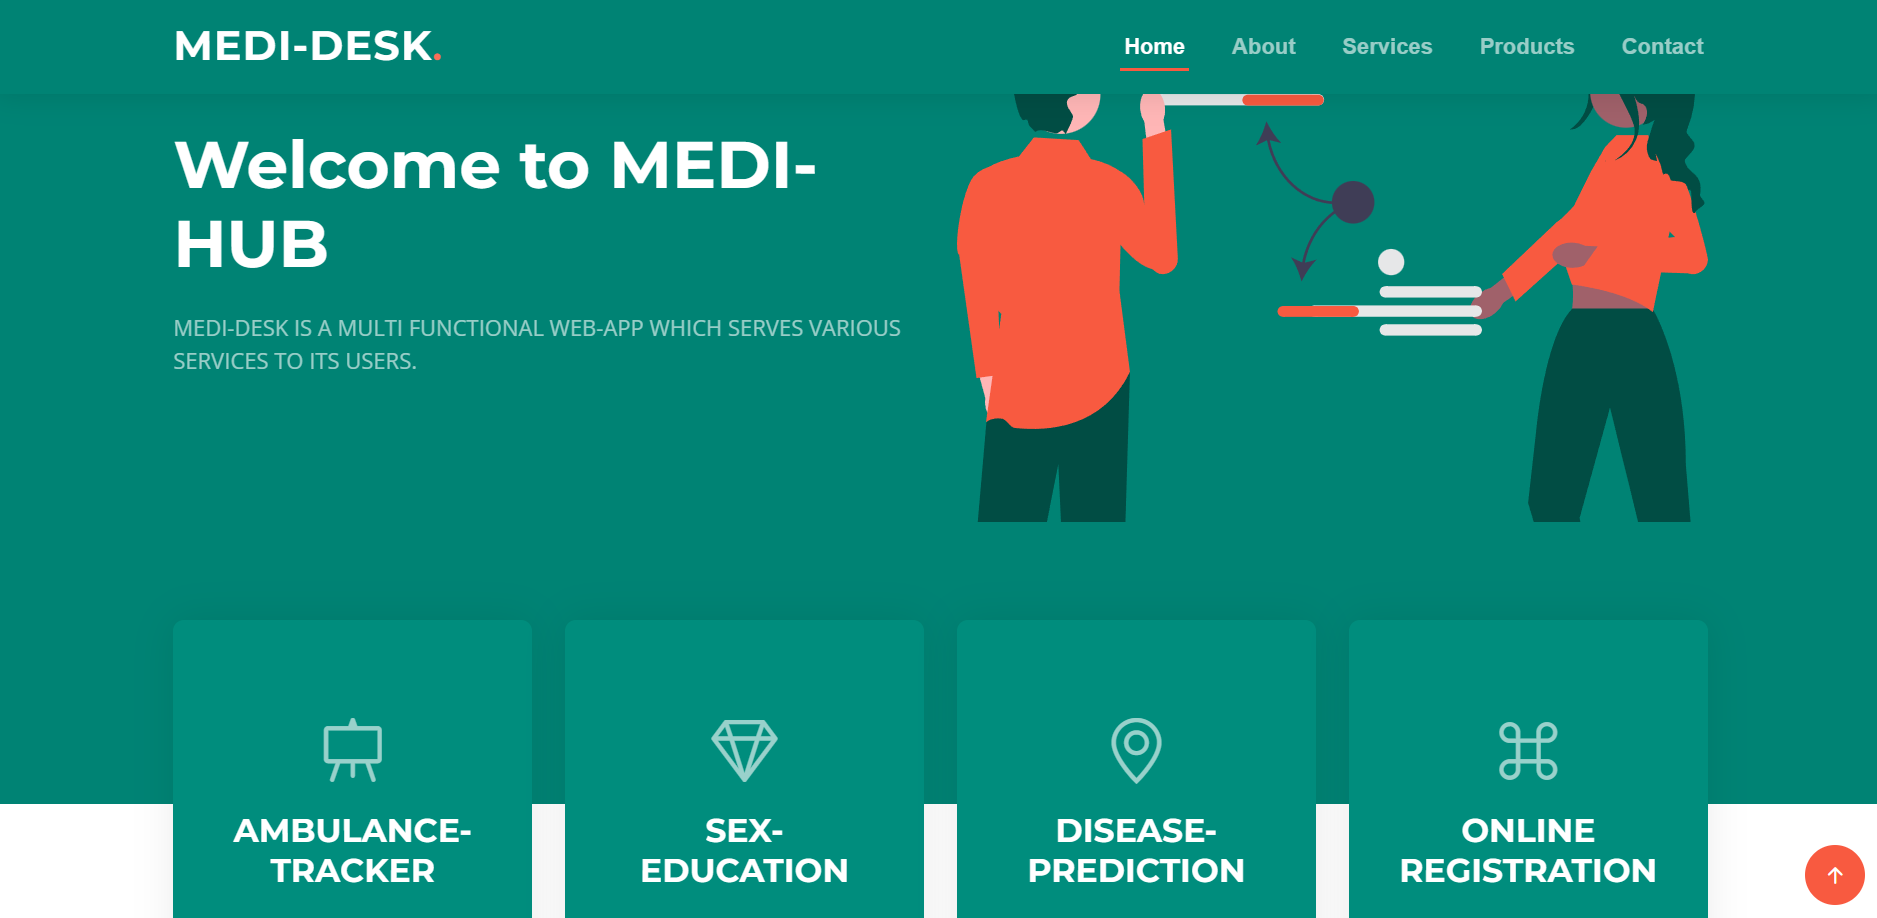 MEDI-DESK.
Home About Services Products Contact
Welcome to MEDI-
HUB
MEDI-DESK IS A MULTI FUNCTIONAL WEB-APP WHICH SERVES VARIOUS
SERVICES TO ITS USERS.
AMBULANCE-
TRACKER
SEX-
EDUCATION
DISEASE-
PREDICTION
ONLINE
REGISTRATION